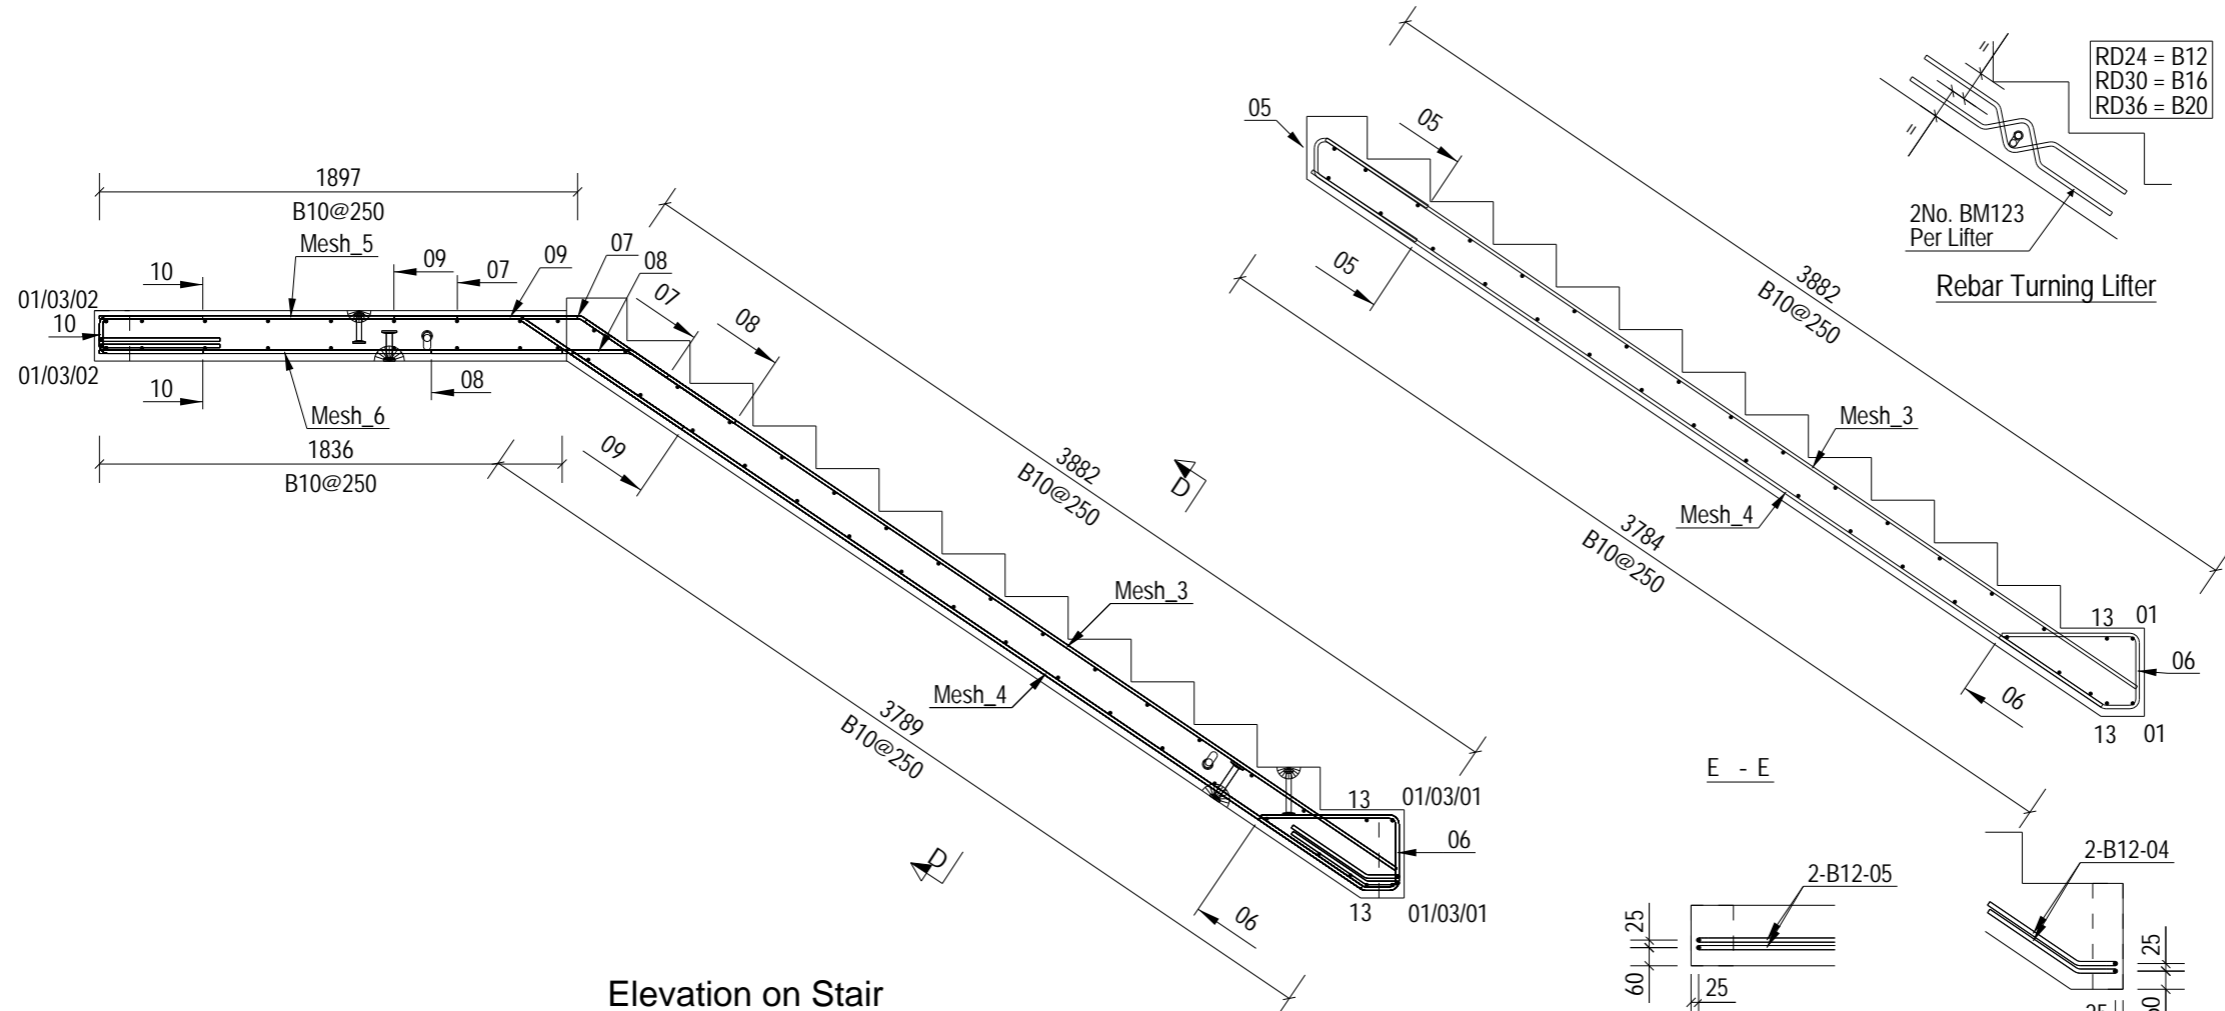 1897
B10@250
Mesh_5
09
07
09
07
08
10
01/03/02
10
01/03/02
10
08
Mesh_6
1836
B10@250
07
08
09
3882
B10@250
D
Mesh_3
Mesh_4
3789
B10@250
D
13
01/03/01
06
13
01/03/01
06
Elevation on Stair
05
05
05
3882
B10@250
3784
B10@250
Mesh_3
Mesh_4
13
01
06
06
13
01
E - E
RD24 = B12
RD30 = B16
RD36 = B20
=
=
2No. BM123
Per Lifter
Rebar Turning Lifter
2-B12-05
25
60
25
2-B12-04
25